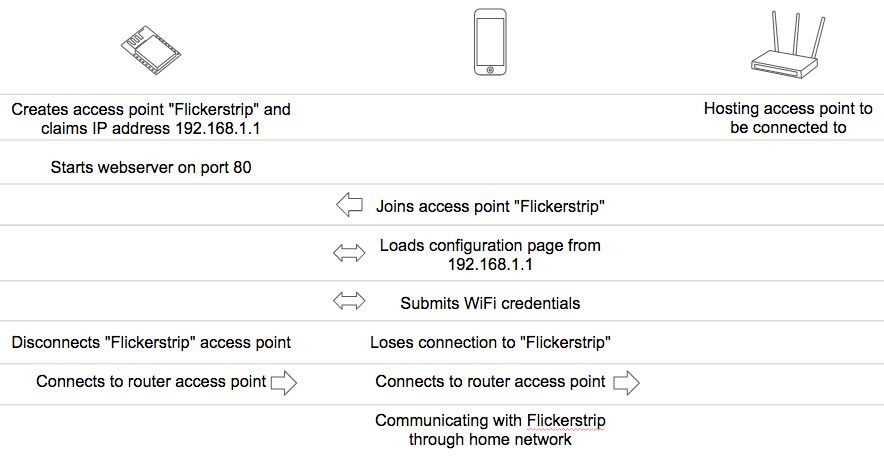 Creates access point "Flickerstrip" and
claims IP address 192.168.1.1
Hosting access point to
be connected to
Starts webserver on port 80
Joins access point "Flickerstrip"
Loads configuration page from
192.168.1.1
Submits WiFi credentials
Disconnects "Flickerstrip" access point
Loses connection to "Flickerstrip"
Connects to router access point
Connects to router access point
Communicating with Flickerstrip
through home network